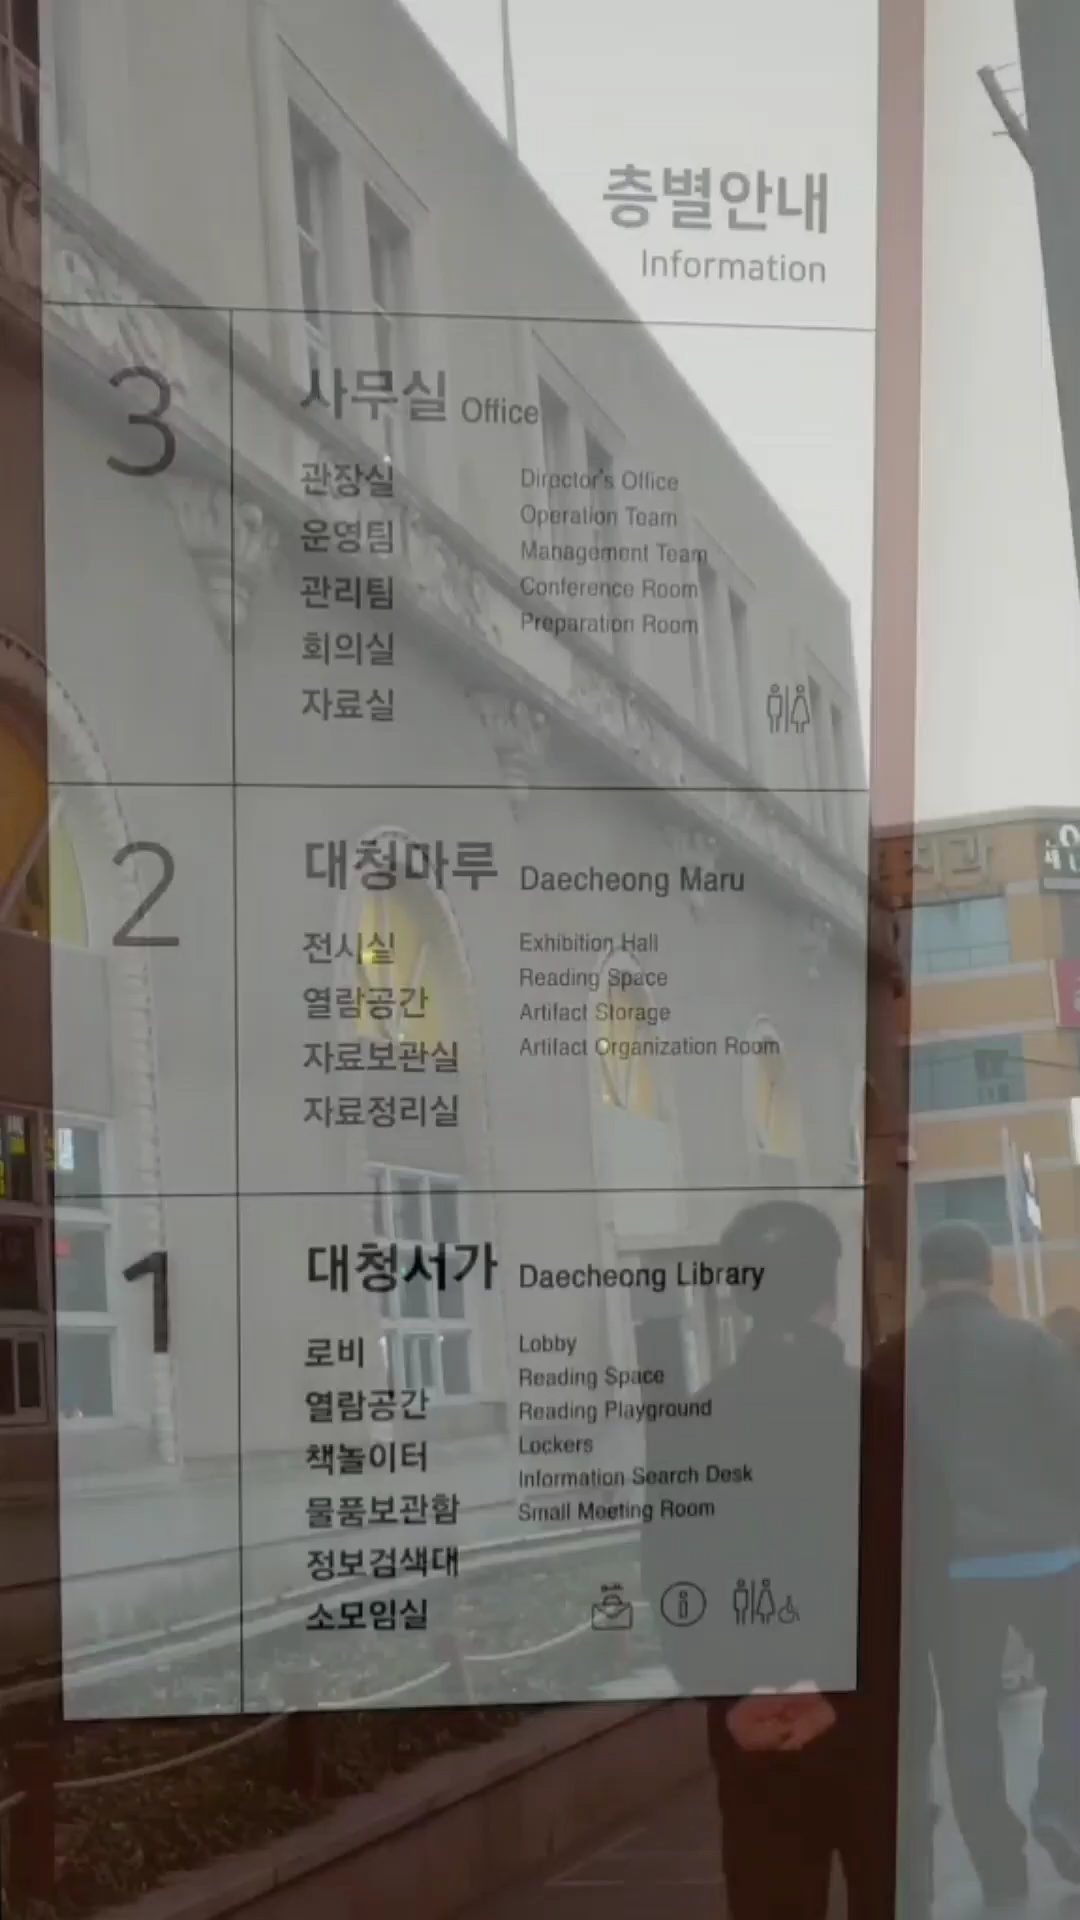 층별안내
Information
3
사무실 Office
관장실
운영팀
관리팀
회의실
자료실
Director's Office
Operation Team
Management Team
Conference Room
Preparation Room
2
대청마루 Daecheong Maru
전시실
열람공간
자료보관실
자료정리실
Exhibition Hall
Reading Space
Artifact Storage
Artifact Organization Room
1
대청서가 Daecheong Library
로비
열람공간
책놀이터
물품보관함
정보검색대
소모임실
Lobby
Reading Space
Reading Playground
Lockers
Information Search Desk
Small Meeting Room